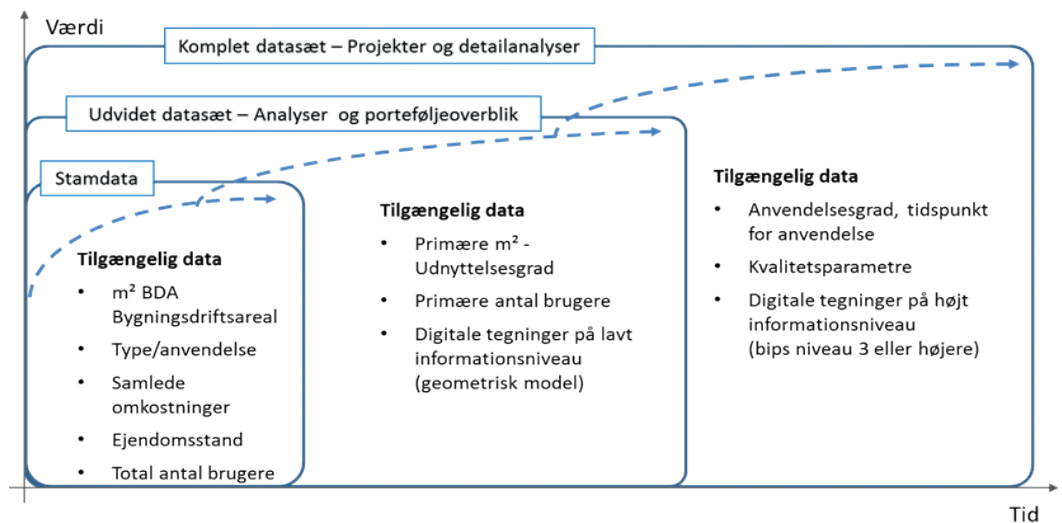 Værdi
Komplet datasæt – Projekter og detailanalyser
Udvidet datasæt – Analyser og porteføljeoverblik
Stamdata
Tilgængelig data
• m² BDA
Bygningsdriftsareal
• Type/anvendelse
• Samlede
omkostninger
• Ejendomsstand
• Total antal brugere
Tilgængelig data
• Primære m² -
Udnyttelsesgrad
• Primære antal brugere
• Digitale tegninger på lavt
informationsniveau
(geometrisk model)
Tilgængelig data
• Anvendelsesgrad, tidspunkt
for anvendelse
• Kvalitetsparametre
• Digitale tegninger på højt
informationsniveau
(bips niveau 3 eller højere)
Tid